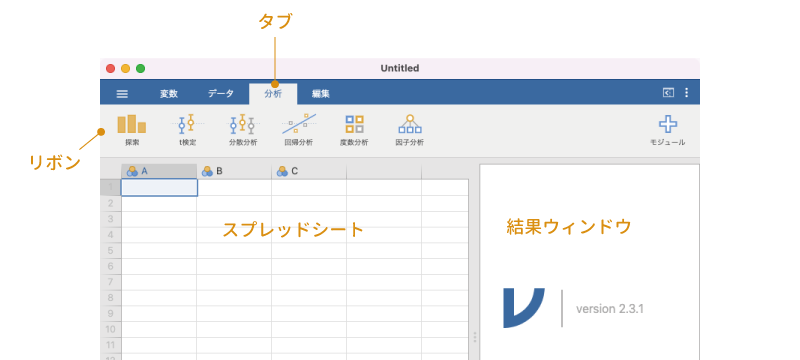 タブ
Untitled
変数 データ 分析 編集
探索 t検定 分散分析 回帰分析 度数分析 因子分析 モジュール
リボン
A B C
1
2
3
4
5
6
7
8
9
10
11
スプレッドシート
結果ウィンドウ
version 2.3.1